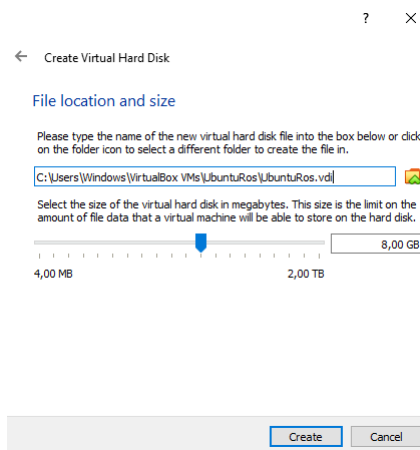 ?
Create Virtual Hard Disk
File location and size
Please type the name of the new virtual hard disk file into the box below or click
on the folder icon to select a different folder to create the file in.
C:\Users\Windows\VirtualBox VMs\UbuntuRos\UbuntuRos.vdi
Select the size of the virtual hard disk in megabytes. This size is the limit on the
amount of file data that a virtual machine will be able to store on the hard disk.
8,00 GB
4,00 MB 2,00 TB
Create Cancel